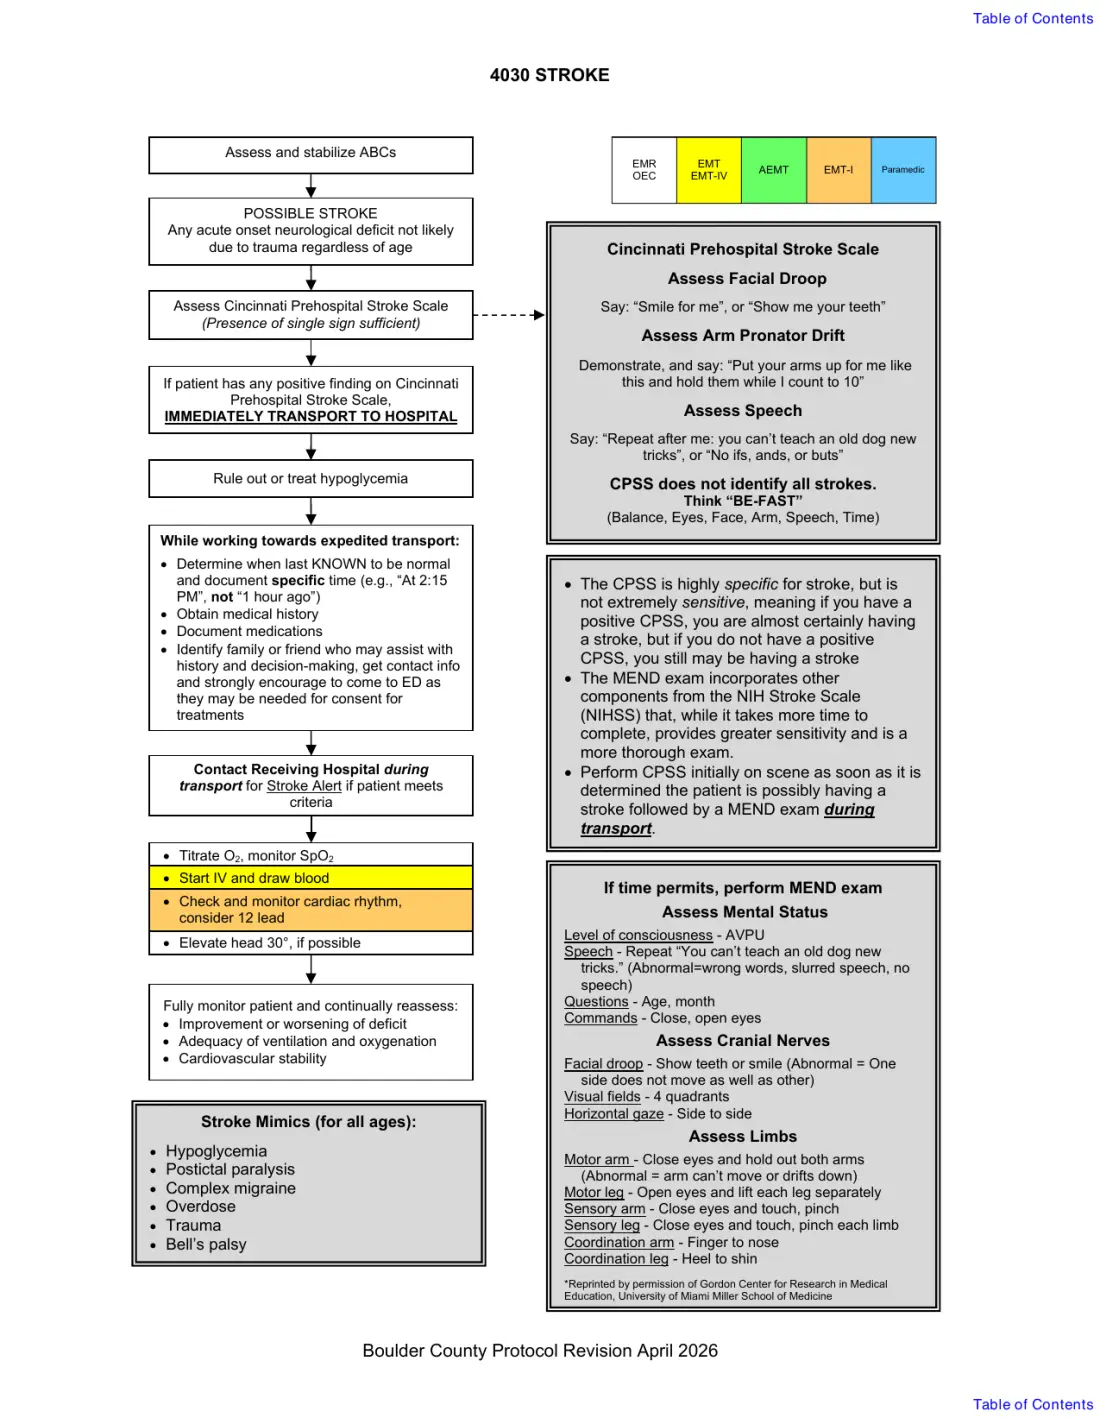 Table of Contents
4030 STROKE
Assess and stabilize ABCs
POSSIBLE STROKE
Any acute onset neurological deficit not likely
due to trauma regardless of age
Assess Cincinnati Prehospital Stroke Scale
(Presence of single sign sufficient)
If patient has any positive finding on Cincinnati
Prehospital Stroke Scale,
IMMEDIATELY TRANSPORT TO HOSPITAL
Rule out or treat hypoglycemia
While working towards expedited transport:
• Determine when last KNOWN to be normal
and document specific time (e.g., “At 2:15
PM”, not “1 hour ago”)
• Obtain medical history
• Document medications
• Identify family or friend who may assist with
history and decision-making, get contact info
and strongly encourage to come to ED as
they may be needed for consent for
treatments
Contact Receiving Hospital during
transport for Stroke Alert if patient meets
criteria
• Titrate O₂, monitor SpO₂
• Start IV and draw blood
• Check and monitor cardiac rhythm,
consider 12 lead
• Elevate head 30°, if possible
Fully monitor patient and continually reassess:
• Improvement or worsening of deficit
• Adequacy of ventilation and oxygenation
• Cardiovascular stability
Stroke Mimics (for all ages):
• Hypoglycemia
• Postictal paralysis
• Complex migraine
• Overdose
• Trauma
• Bell’s palsy
EMR
OEC
EMT
EMT-IV
AEMT
EMT-I
Paramedic
Cincinnati Prehospital Stroke Scale
Assess Facial Droop
Say: “Smile for me”, or “Show me your teeth”
Assess Arm Pronator Drift
Demonstrate, and say: “Put your arms up for me like
this and hold them while I count to 10”
Assess Speech
Say: “Repeat after me: you can’t teach an old dog new
tricks”, or “No ifs, ands, or buts”
CPSS does not identify all strokes.
Think “BE-FAST”
(Balance, Eyes, Face, Arm, Speech, Time)
• The CPSS is highly specific for stroke, but is
not extremely sensitive, meaning if you have a
positive CPSS, you are almost certainly having
a stroke, but if you do not have a positive
CPSS, you still may be having a stroke
• The MEND exam incorporates other
components from the NIH Stroke Scale
(NIHSS) that, while it takes more time to
complete, provides greater sensitivity and is a
more thorough exam.
• Perform CPSS initially on scene as soon as it is
determined the patient is possibly having a
stroke followed by a MEND exam during
transport.
If time permits, perform MEND exam
Assess Mental Status
Level of consciousness - AVPU
Speech - Repeat “You can’t teach an old dog new
tricks.” (Abnormal=wrong words, slurred speech, no
speech)
Questions - Age, month
Commands - Close, open eyes
Assess Cranial Nerves
Facial droop - Show teeth or smile (Abnormal = One
side does not move as well as other)
Visual fields - 4 quadrants
Horizontal gaze - Side to side
Assess Limbs
Motor arm - Close eyes and hold out both arms
(Abnormal = arm can’t move or drifts down)
Motor leg - Open eyes and lift each leg separately
Sensory arm - Close eyes and touch, pinch
Sensory leg - Close eyes and touch, pinch each limb
Coordination arm - Finger to nose
Coordination leg - Heel to shin
*Reprinted by permission of Gordon Center for Research in Medical
Education, University of Miami Miller School of Medicine
Boulder County Protocol Revision April 2026
Table of Contents